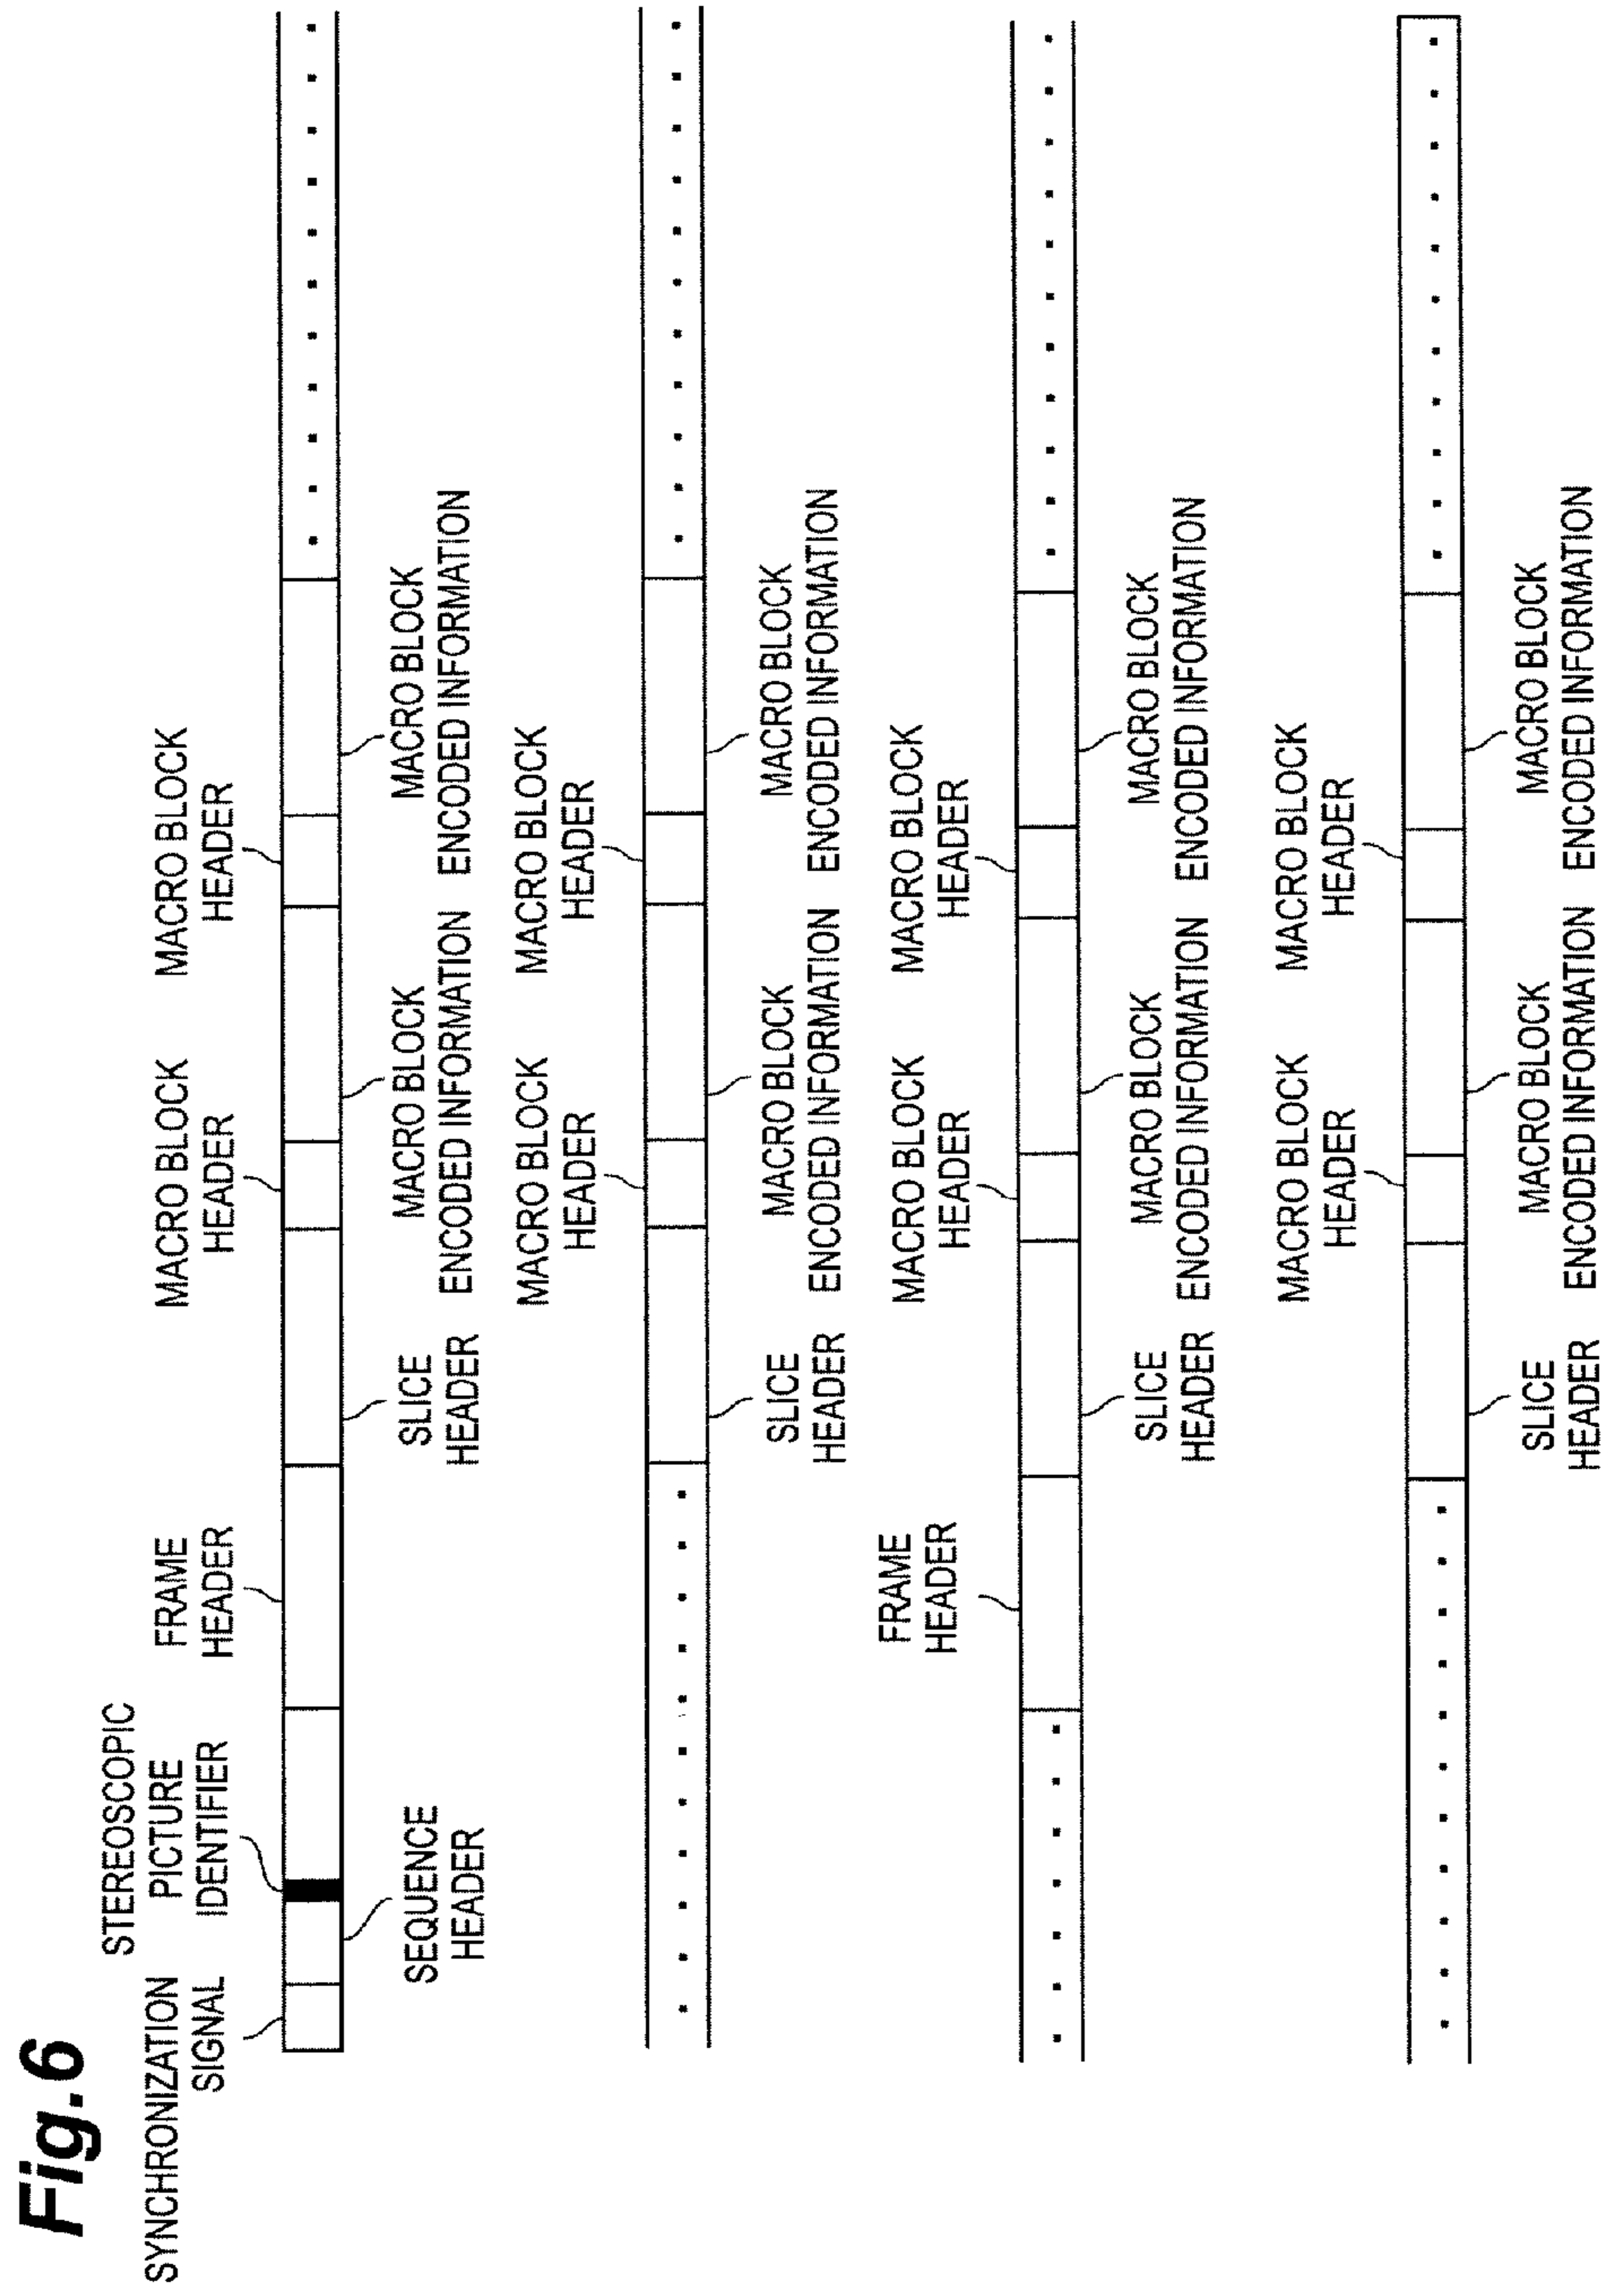 Fig.6
SYNCHRONIZATION
SIGNAL
STEREOSCOPIC
PICTURE
IDENTIFIER
FRAME
HEADER
MACRO BLOCK
HEADER
MACRO BLOCK
HEADER
SEQUENCE
HEADER
SLICE
HEADER
MACRO BLOCK
ENCODED INFORMATION
MACRO BLOCK
ENCODED INFORMATION
MACRO BLOCK
HEADER
MACRO BLOCK
HEADER
SLICE
HEADER
MACRO BLOCK
ENCODED INFORMATION
MACRO BLOCK
ENCODED INFORMATION
FRAME
HEADER
MACRO BLOCK
HEADER
MACRO BLOCK
HEADER
SLICE
HEADER
MACRO BLOCK
ENCODED INFORMATION
MACRO BLOCK
ENCODED INFORMATION
MACRO BLOCK
HEADER
MACRO BLOCK
HEADER
SLICE
HEADER
MACRO BLOCK
ENCODED INFORMATION
MACRO BLOCK
ENCODED INFORMATION